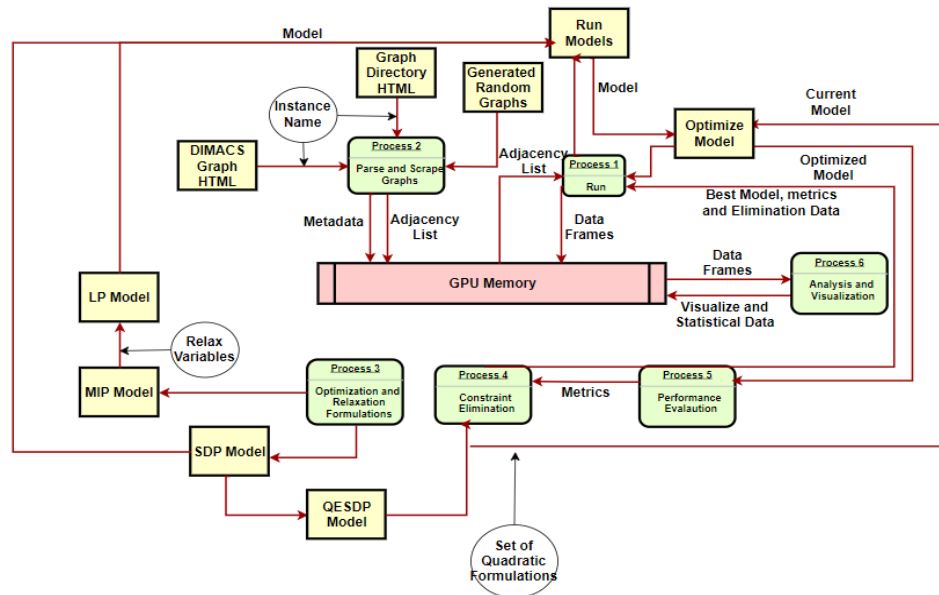 Model
Run
Models
Graph
Directory
HTML
Generated
Random
Graphs
Model
Current
Model
Instance
Name
Optimize
Model
DIMACS
Graph
HTML
Process 2
Parse and Scrape
Graphs
Adjacency
List
Process 1
Run
Optimized
Model
Best Model, metrics
and Elimination Data
Metadata
Adjacency
List
Data
Frames
Data
Frames
Process 6
Analysis and
Visualization
GPU Memory
Visualize and
Statistical Data
LP Model
Relax
Variables
MIP Model
Process 3
Optimization and
Relaxation
Formulations
Process 4
Constraint
Elimination
Metrics
Process 5
Performance
Evalaution
SDP Model
QESDP
Model
Set of
Quadratic
Formulations